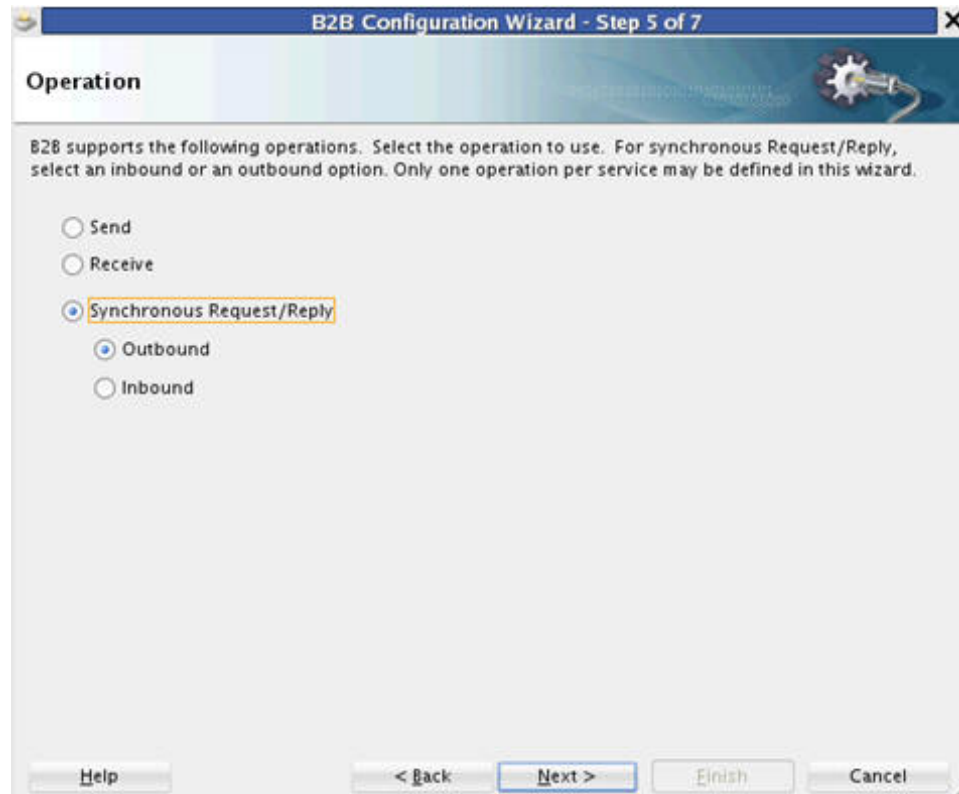 B2B Configuration Wizard - Step 5 of 7
Operation
B2B supports the following operations. Select the operation to use. For synchronous Request/Reply,
select an inbound or an outbound option. Only one operation per service may be defined in this wizard.
Send
Receive
Synchronous Request/Reply
Outbound
Inbound
Help
< Back
Next >
Finish
Cancel